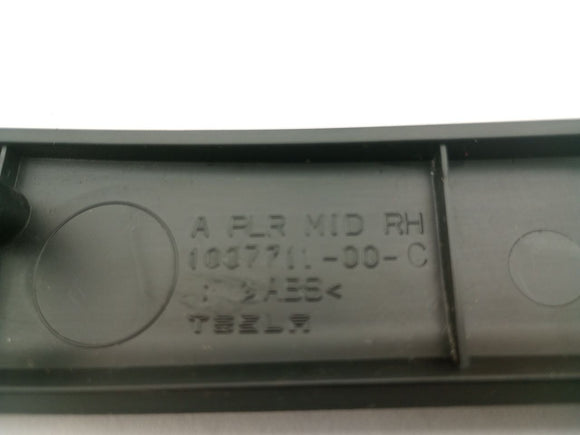 A PLR MID RH
1037711-00-C
>ABS<
TESLA